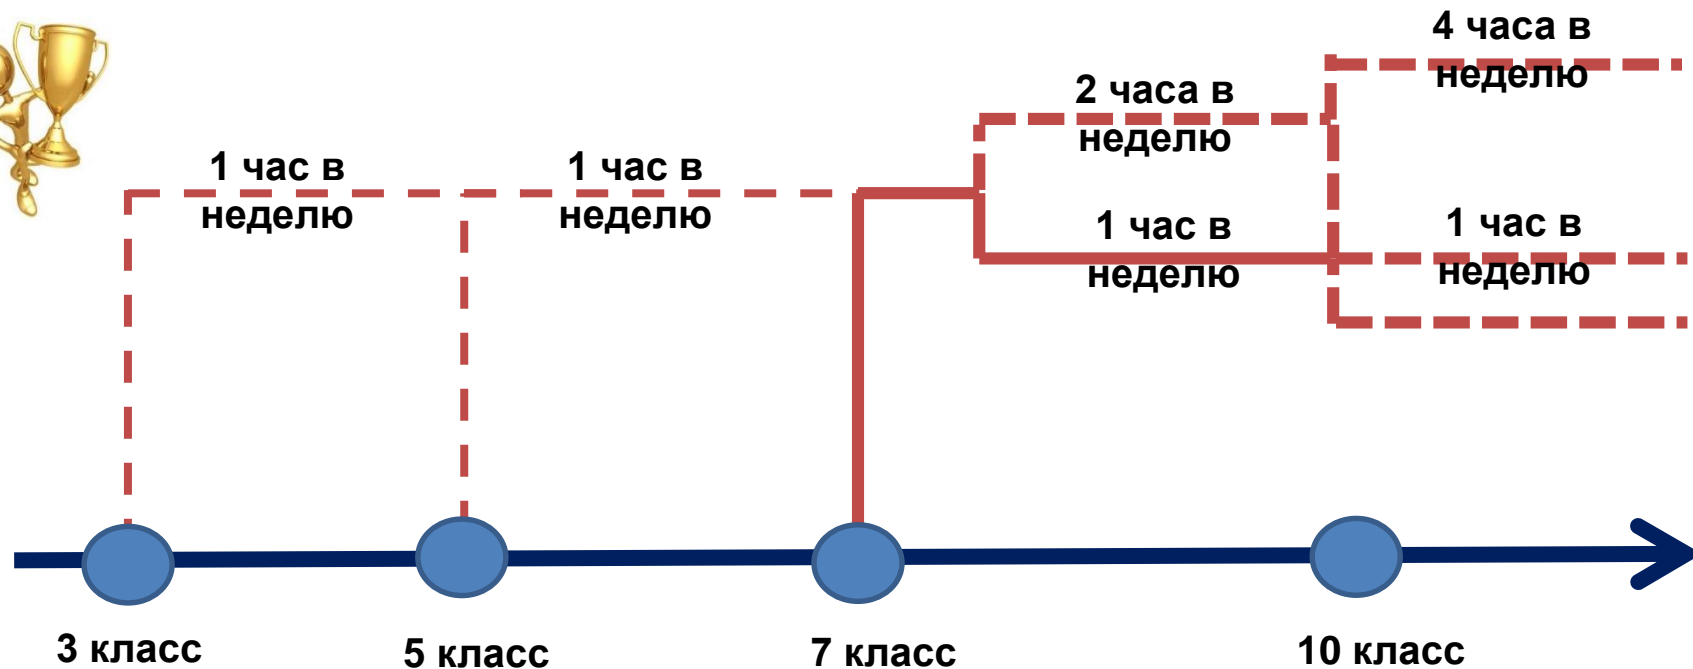 4 часа в
неделю
2 часа в
неделю
1 час в
неделю
1 час в
неделю
1 час в
неделю
1 час в
неделю
3 класс
5 класс
7 класс
10 класс